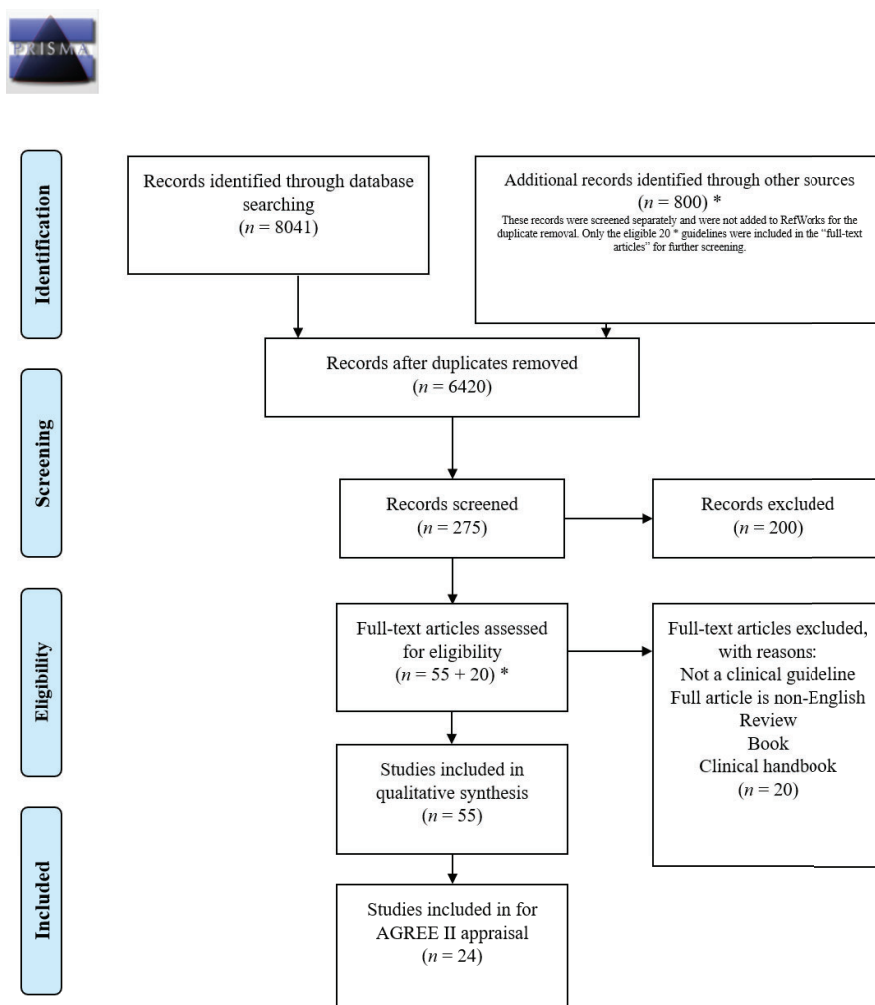 PRISMA
Identification
Records identified through database
searching
(n = 8041)
Additional records identified through other sources
(n = 800) *
These records were screened separately and were not added to RefWorks for the
duplicate removal. Only the eligible 20 * guidelines were included in the “full-text
articles” for further screening.
Records after duplicates removed
(n = 6420)
Screening
Records screened
(n = 275)
Records excluded
(n = 200)
Eligibility
Full-text articles assessed
for eligibility
(n = 55 + 20) *
Full-text articles excluded,
with reasons:
Not a clinical guideline
Full article is non-English
Review
Book
Clinical handbook
(n = 20)
Studies included in
qualitative synthesis
(n = 55)
Included
Studies included in for
AGREE II appraisal
(n = 24)